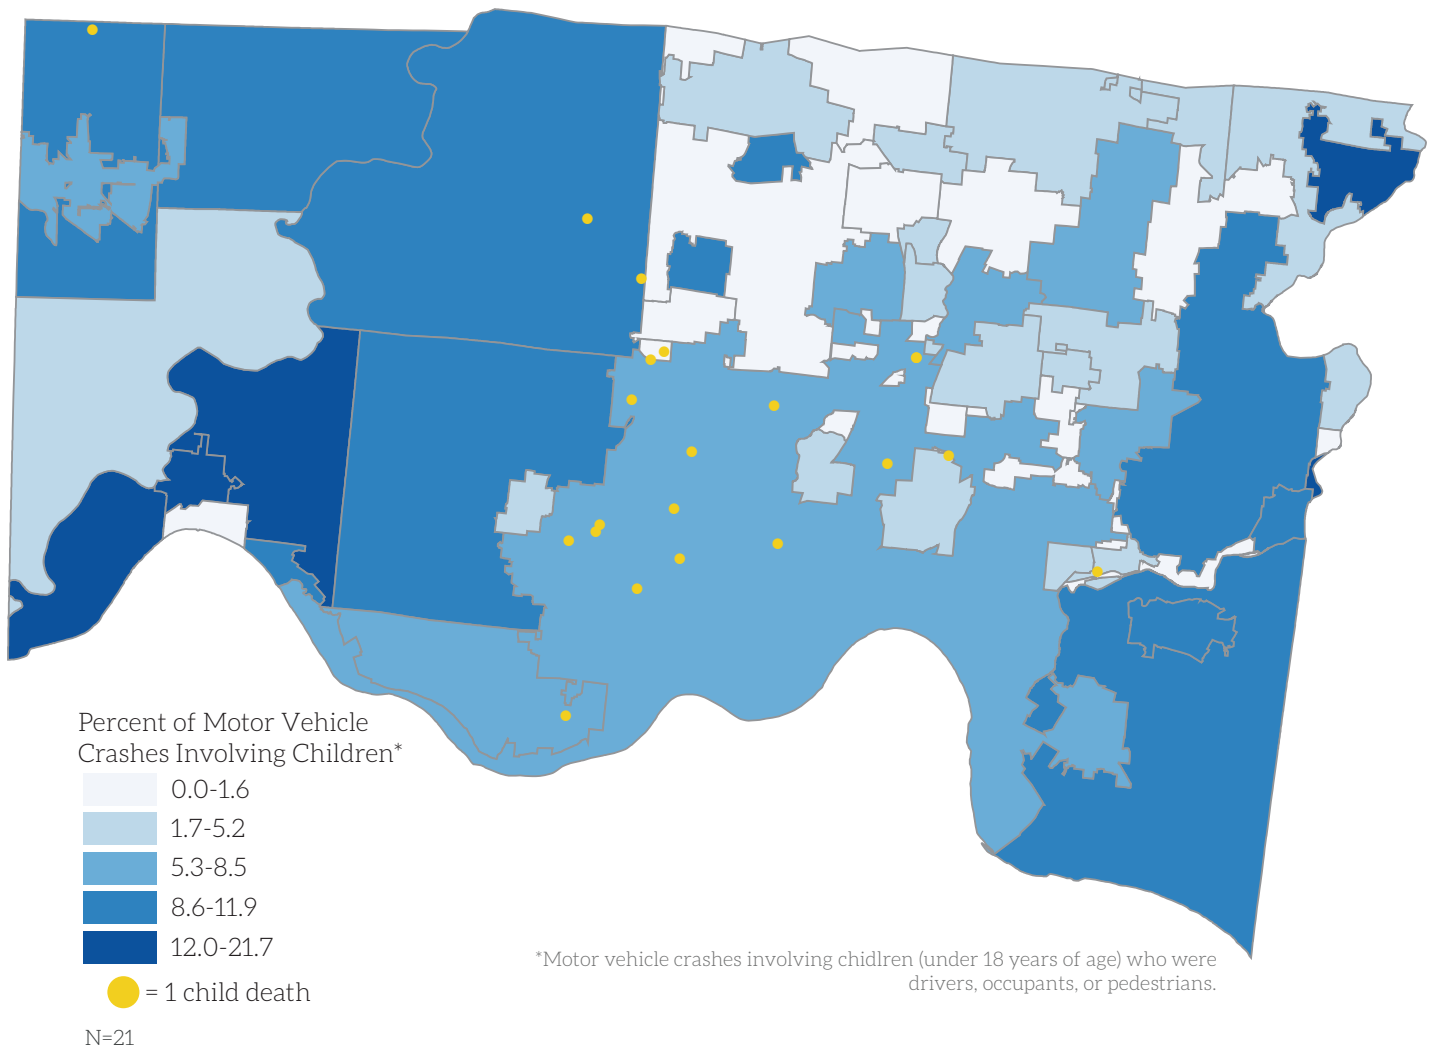 Percent of Motor Vehicle
Crashes Involving Children*
0.0-1.6
1.7-5.2
5.3-8.5
8.6-11.9
12.0-21.7
= 1 child death
N=21
*Motor vehicle crashes involving chidlren (under 18 years of age) who were
drivers, occupants, or pedestrians.